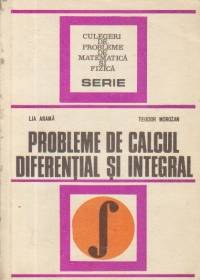 CULEGERI
DE
PROBLEME
DE
MATEMATICĂ
ȘI
FIZICĂ
SERIE
LIA ARAMĂ TEODOR MOROZAN
PROBLEME DE CALCUL
DIFERENȚIAL ȘI INTEGRAL
∫